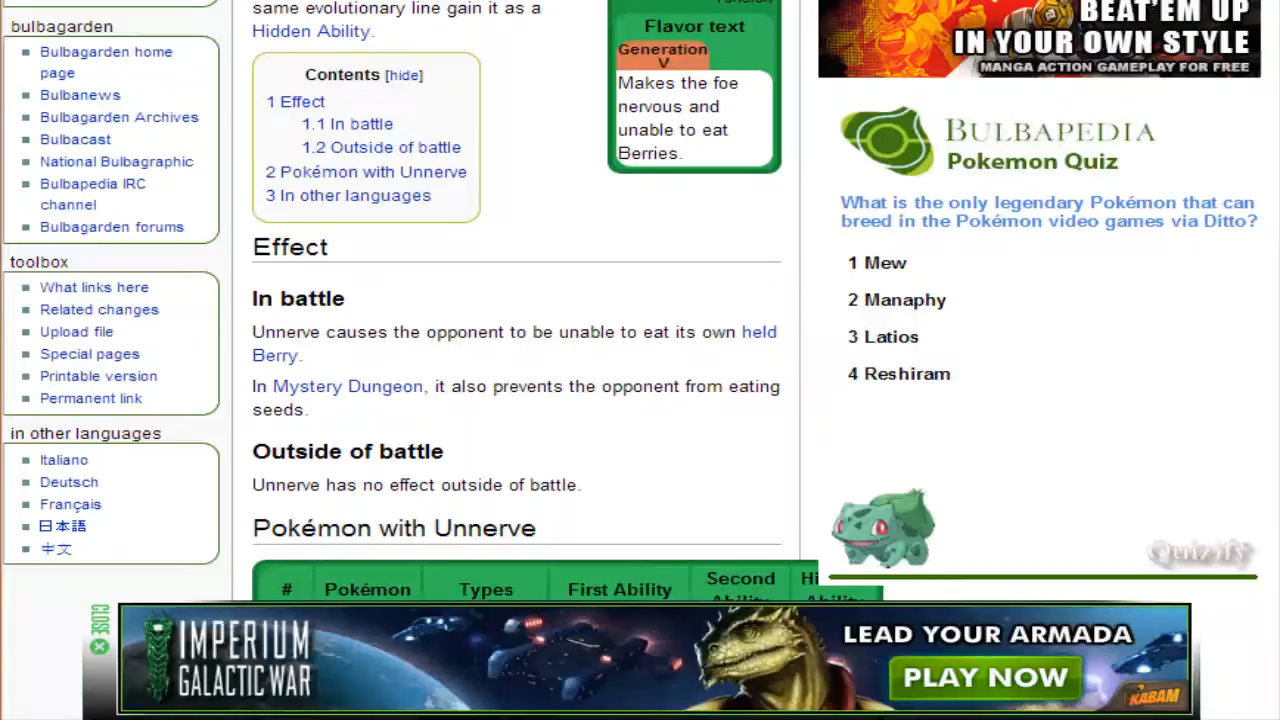 bulbagarden
Bulbagarden home
page
Bulbanews
Bulbagarden Archives
Bulbacast
National Bulbagraphic
Bulbapedia IRC
channel
Bulbagarden forums
toolbox
What links here
Related changes
Upload file
Special pages
Printable version
Permanent link
in other languages
Italiano
Deutsch
Français
日本語
中文
same evolutionary line gain it as a
Hidden Ability.
Contents [hide]
1 Effect
1.1 In battle
1.2 Outside of battle
2 Pokémon with Unnerve
3 In other languages
Flavor text
Generation
V
Makes the foe
nervous and
unable to eat
Berries.
Effect
In battle
Unnerve causes the opponent to be unable to eat its own held
Berry.
In Mystery Dungeon, it also prevents the opponent from eating
seeds.
Outside of battle
Unnerve has no effect outside of battle.
Pokémon with Unnerve
# Pokémon Types First Ability
Second
Ability
Ability
BEAT'EM UP
IN YOUR OWN STYLE
MANGA ACTION GAMEPLAY FOR FREE
BULBAPEDIA
Pokemon Quiz
What is the only legendary Pokémon that can
breed in the Pokémon video games via Ditto?
1 Mew
2 Manaphy
3 Latios
4 Reshiram
CLOSE
IMPERIUM
GALACTIC WAR
LEAD YOUR ARMADA
PLAY NOW
KABAM